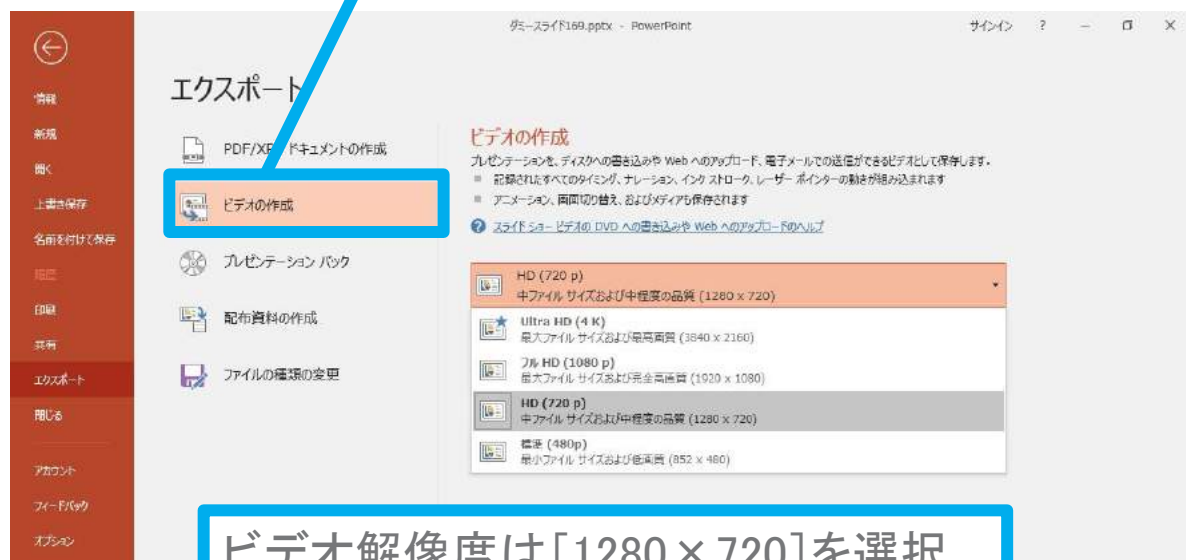 ダミースライド169.pptx - PowerPoint
サインイン ?
エクスポート
情報
新規
開く
上書き保存
名前を付けて保存
履歴
印刷
共有
エクスポート
閉じる
アカウント
フィードバック
オプション
PDF/XPS ドキュメントの作成
ビデオの作成
プレゼンテーション パック
配布資料の作成
ファイルの種類の変更
ビデオの作成
プレゼンテーションを、ディスクへの書き込みや Web へのアップロード、電子メールでの送信ができるビデオとして保存します。
記録されたすべてのタイミング、ナレーション、インク ストローク、レーザー ポインターの動きが組み込まれます
アニメーション、画面切り替え、およびメディアも保存されます
スライド ショー ビデオの DVD への書き込みや Web へのアップロードのヘルプ
HD (720 p)
中ファイル サイズおよび中程度の品質 (1280 x 720)
Ultra HD (4 K)
最大ファイル サイズおよび最高画質 (3840 x 2160)
フル HD (1080 p)
最大ファイル サイズおよび完全高画質 (1920 x 1080)
HD (720 p)
中ファイル サイズおよび中程度の品質 (1280 x 720)
標準 (480p)
最小ファイル サイズおよび低画質 (852 x 480)
ビデオ解像度は[1280×720]を選択